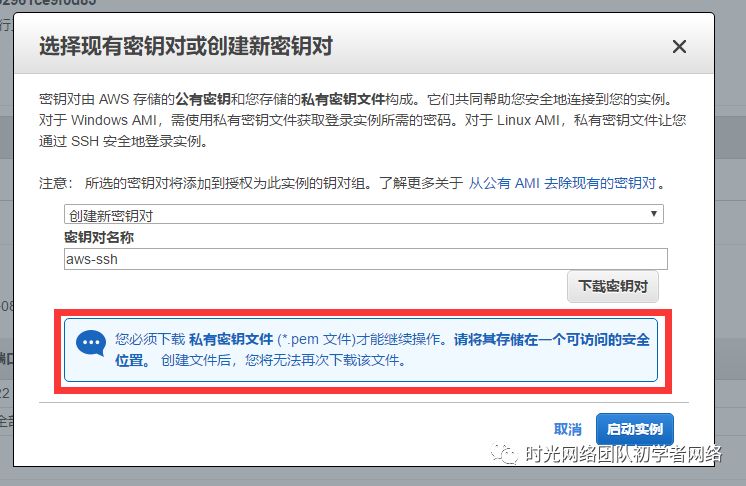 选择现有密钥对或创建新密钥对
密钥对由 AWS 存储的公有密钥和您存储的私有密钥文件构成。它们共同帮助您安全地连接到您的实例。
对于 Windows AMI，需使用私有密钥文件获取登录实例所需的密码。对于 Linux AMI，私有密钥文件让您
通过 SSH 安全地登录实例。
注意： 所选的密钥对将添加到授权为此实例的钥对组。了解更多关于 从公有 AMI 去除现有的密钥对。
创建新密钥对
密钥对名称
aws-ssh
下载密钥对
您必须下载 私有密钥文件 (*.pem 文件)才能继续操作。请将其存储在一个可访问的安全
位置。 创建文件后，您将无法再次下载该文件。
取消
启动实例
时光网络团队初学者网络